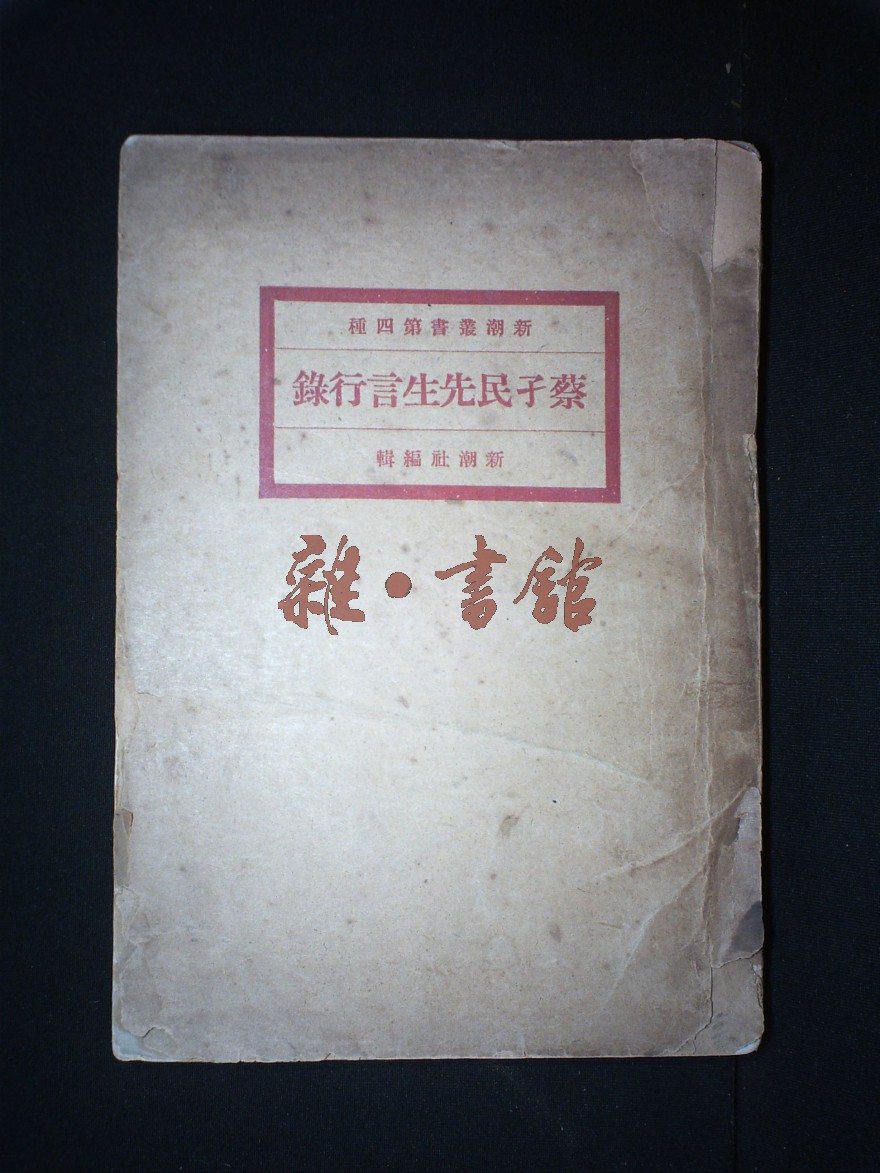 新潮叢書第四種
蔡孑民先生言行錄
新潮社編輯
雜·書館